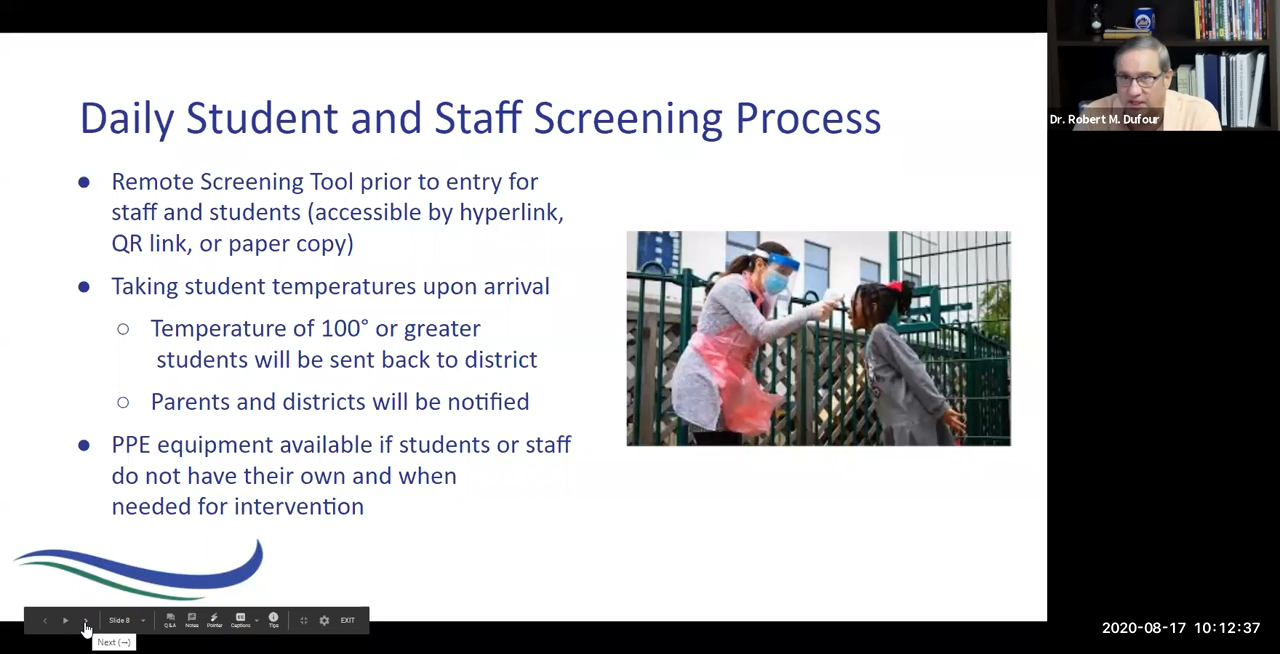 Daily Student and Staff Screening Process
● Remote Screening Tool prior to entry for
staff and students (accessible by hyperlink,
QR link, or paper copy)
● Taking student temperatures upon arrival
○ Temperature of 100° or greater
students will be sent back to district
○ Parents and districts will be notified
● PPE equipment available if students or staff
do not have their own and when
needed for intervention
Dr. Robert M. Dufour
Slide 8
Q&A
Notes
Pointer
Captions
Tips
EXIT
Next (→)
2020-08-17 10:12:37